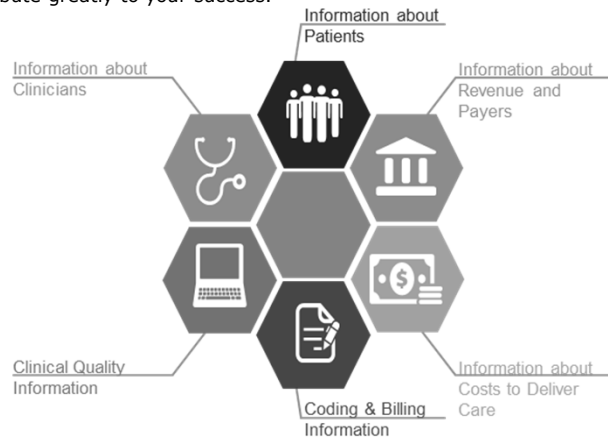 bute greatly to your success.
Information about
Patients
Information about
Clinicians
Information about
Revenue and
Payers
$
Clinical Quality
Information
Information about
Costs to Deliver
Care
Coding & Billing
Information